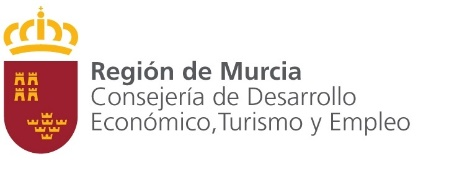 Región de Murcia
Consejería de Desarrollo
Económico,Turismo y Empleo